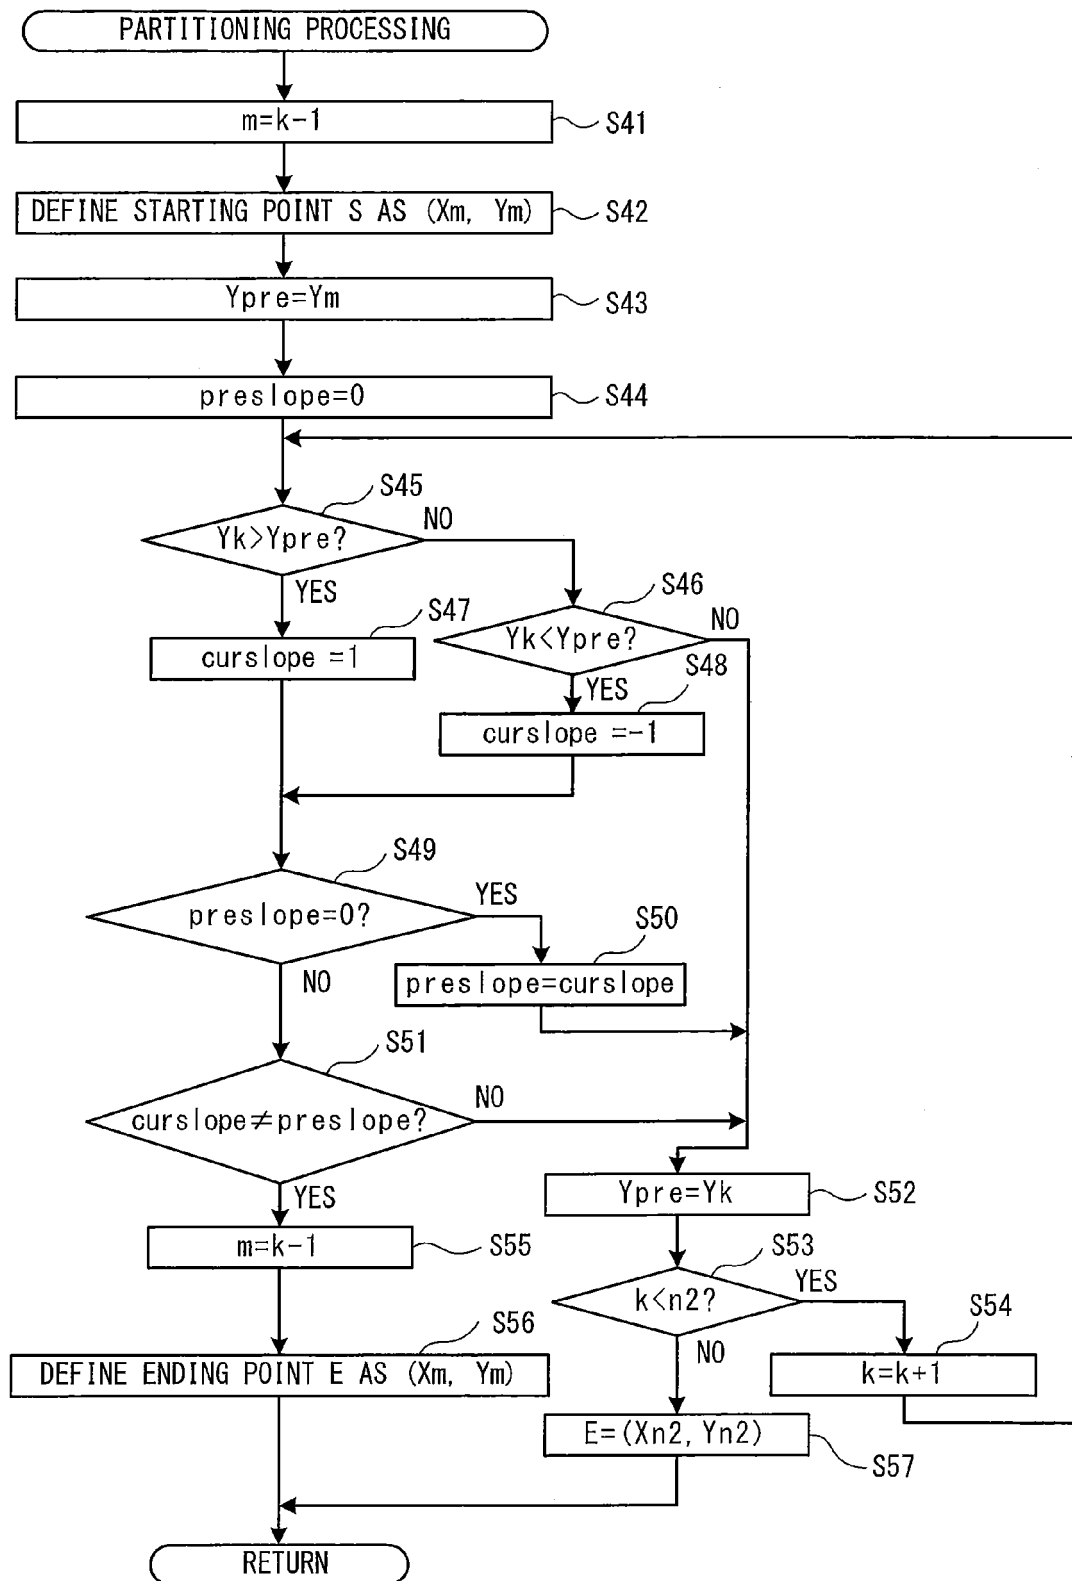 PARTITIONING PROCESSING
m=k-1
S41
DEFINE STARTING POINT S AS (Xm, Ym)
S42
Ypre=Ym
S43
preslope=0
S44
S45
Yk>Ypre?
NO
YES
S46
Yk<Ypre?
NO
S47
curslope =1
YES
S48
curslope =-1
S49
preslope=0?
YES
NO
S50
preslope=curslope
S51
curslope≠preslope?
NO
YES
Ypre=Yk
S52
m=k-1
S55
S53
k<n2?
YES
NO
S54
k=k+1
S56
DEFINE ENDING POINT E AS (Xm, Ym)
E=(Xn2, Yn2)
S57
RETURN